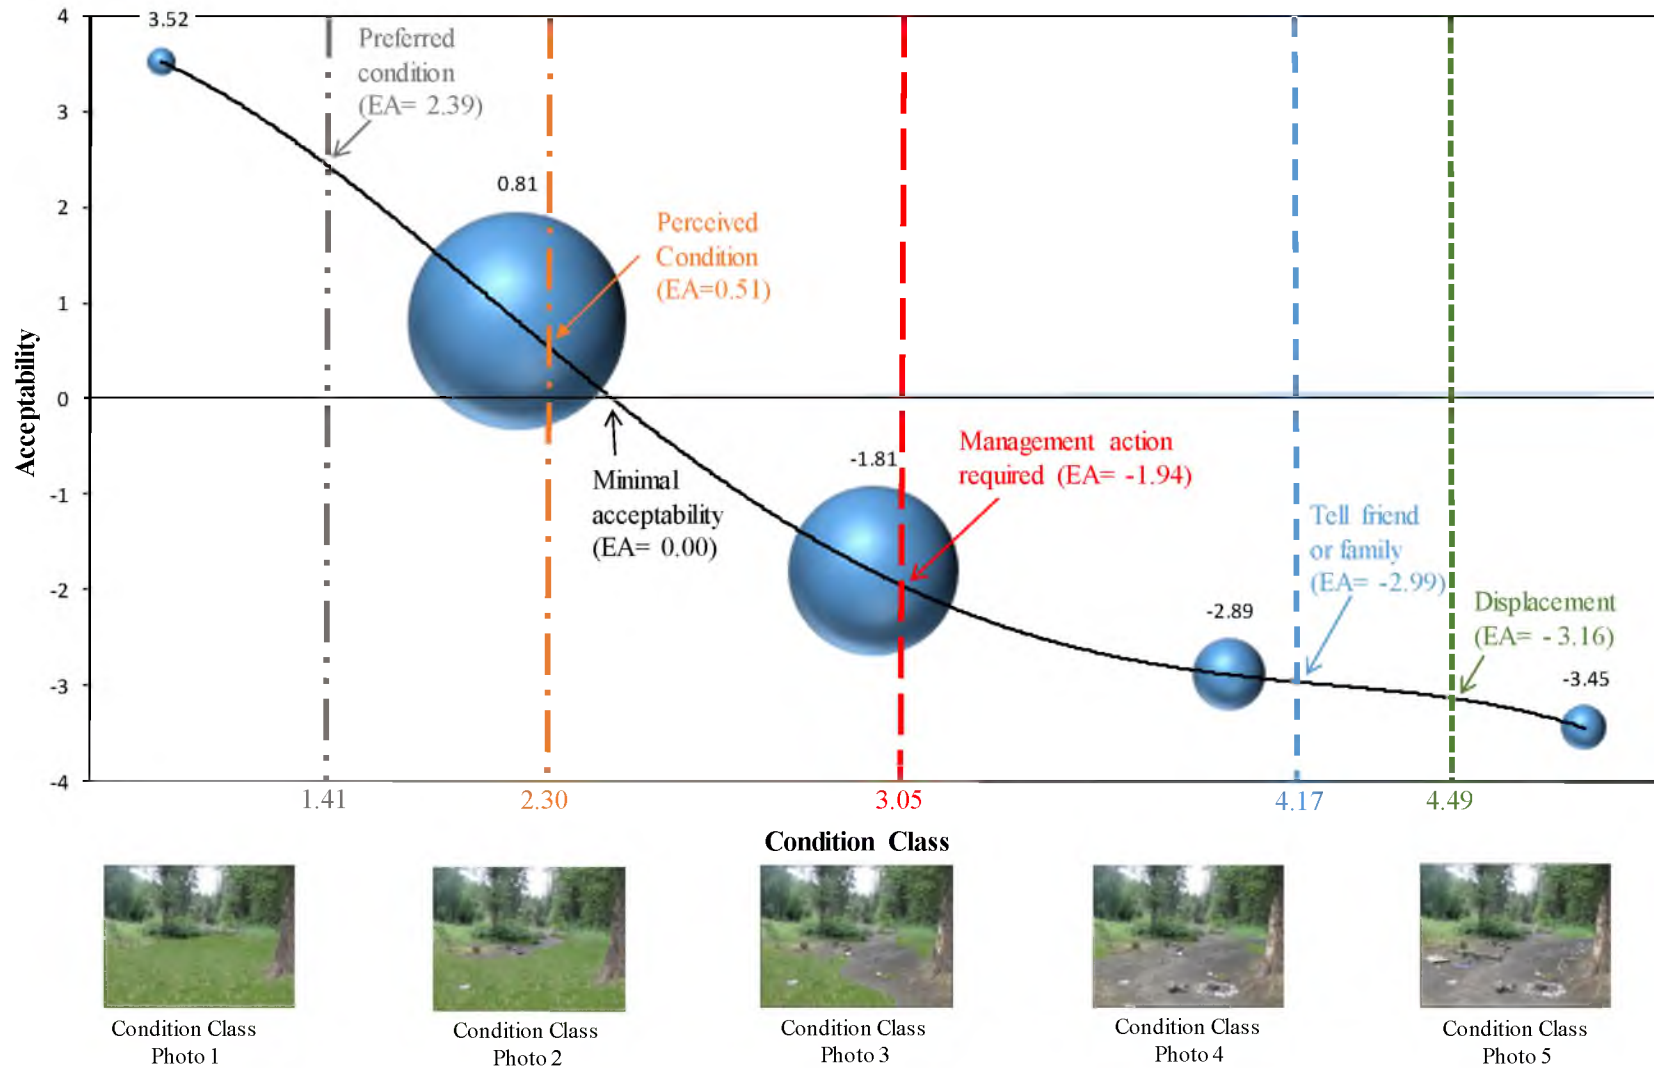 4
3.52
Preferred
condition
(EA= 2.39)
3
0.81
2
Perceived
Condition
(EA=0.51)
1
Acceptability
0
Management action
required (EA= -1.94)
-1.81
Minimal
acceptability
(EA= 0.00)
-1
Tell friend
or family
(EA= -2.99)
-2
-2.89
Displacement
(EA= - 3.16)
-3
-3.45
-4
1.41 2.30 3.05 4.17 4.49
Condition Class
Condition Class
Photo 1
Condition Class
Photo 2
Condition Class
Photo 3
Condition Class
Photo 4
Condition Class
Photo 5